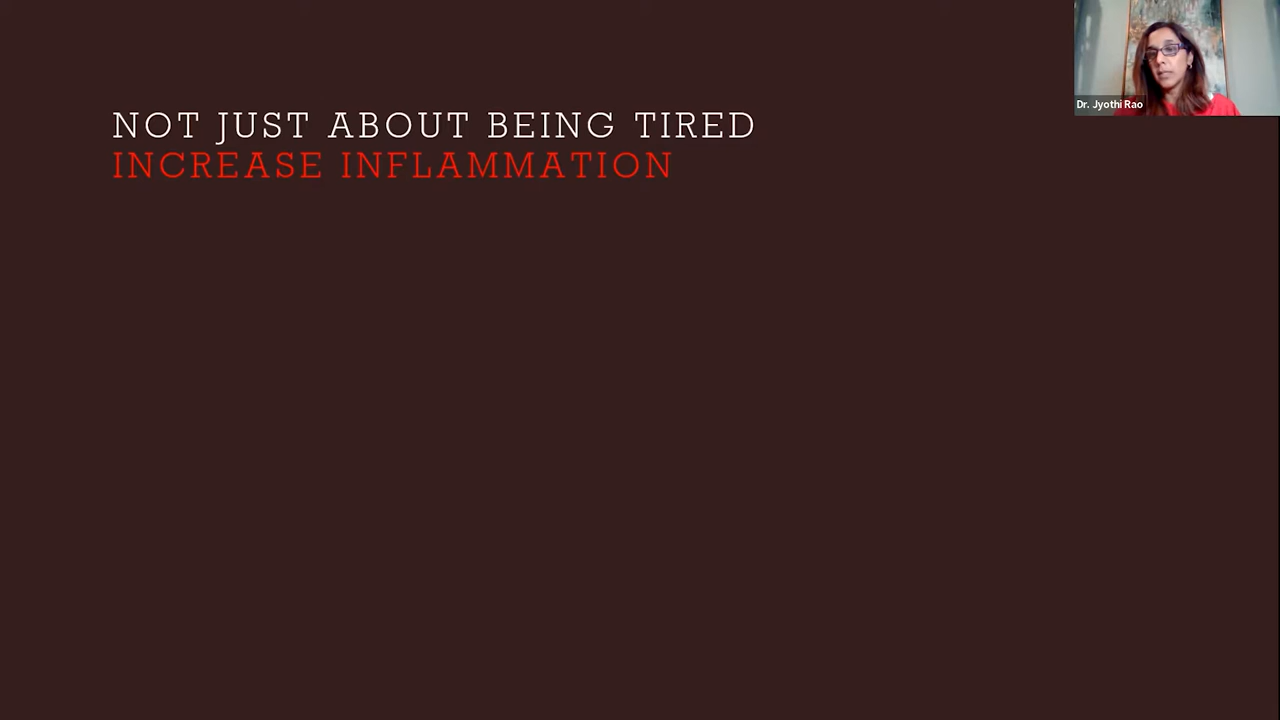 NOT JUST ABOUT BEING TIRED
INCREASE INFLAMMATION
Dr. Jyothi Rao